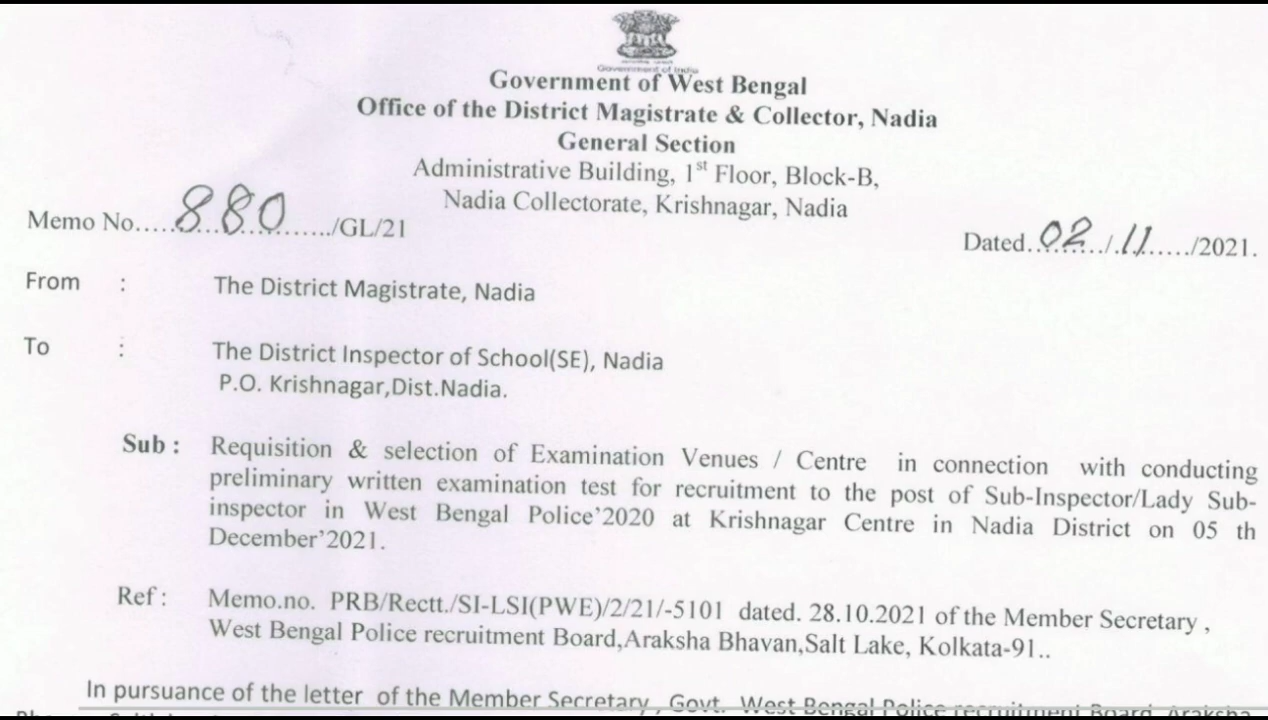 Government of India
Government of West Bengal
Office of the District Magistrate & Collector, Nadia
General Section
Administrative Building, 1st Floor, Block-B,
Nadia Collectorate, Krishnagar, Nadia
Memo No.....880............/GL/21
Dated..02...../.11....../2021.
From : The District Magistrate, Nadia
To : The District Inspector of School(SE), Nadia
P.O. Krishnagar,Dist.Nadia.
Sub : Requisition & selection of Examination Venues / Centre in connection with conducting
preliminary written examination test for recruitment to the post of Sub-Inspector/Lady Sub-
inspector in West Bengal Police'2020 at Krishnagar Centre in Nadia District on 05 th
December'2021.
Ref : Memo.no. PRB/Rectt./SI-LSI(PWE)/2/21/-5101 dated. 28.10.2021 of the Member Secretary ,
West Bengal Police recruitment Board,Araksha Bhavan,Salt Lake, Kolkata-91..
In pursuance of the letter of the Member Secretary , Govt. West Bengal Police recruitment Board, Araksha